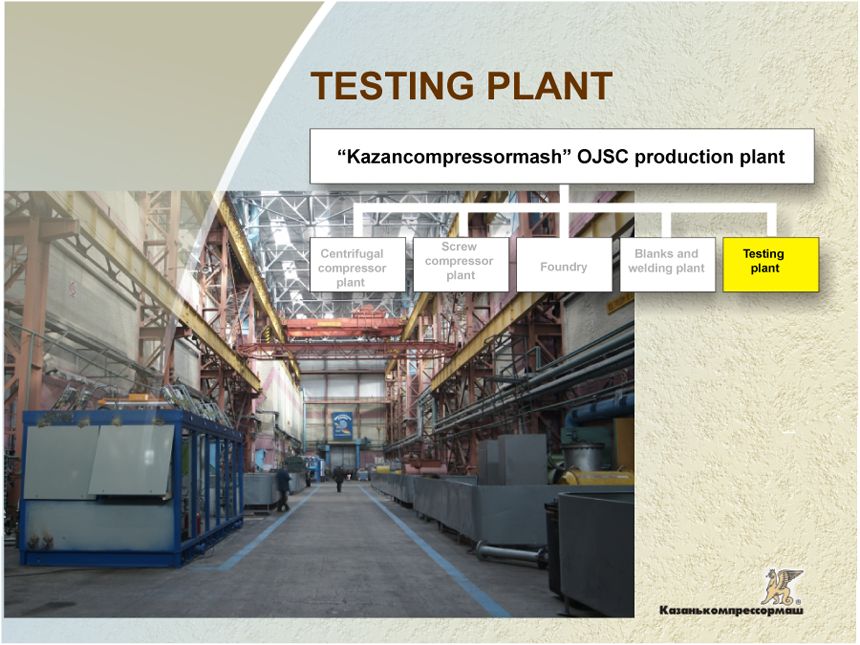 TESTING PLANT
“Kazancompressormash” OJSC production plant
Centrifugal
compressor
plant
Screw
compressor
plant
Foundry
Blanks and
welding plant
Testing
plant
Казанькомпрессормаш
®